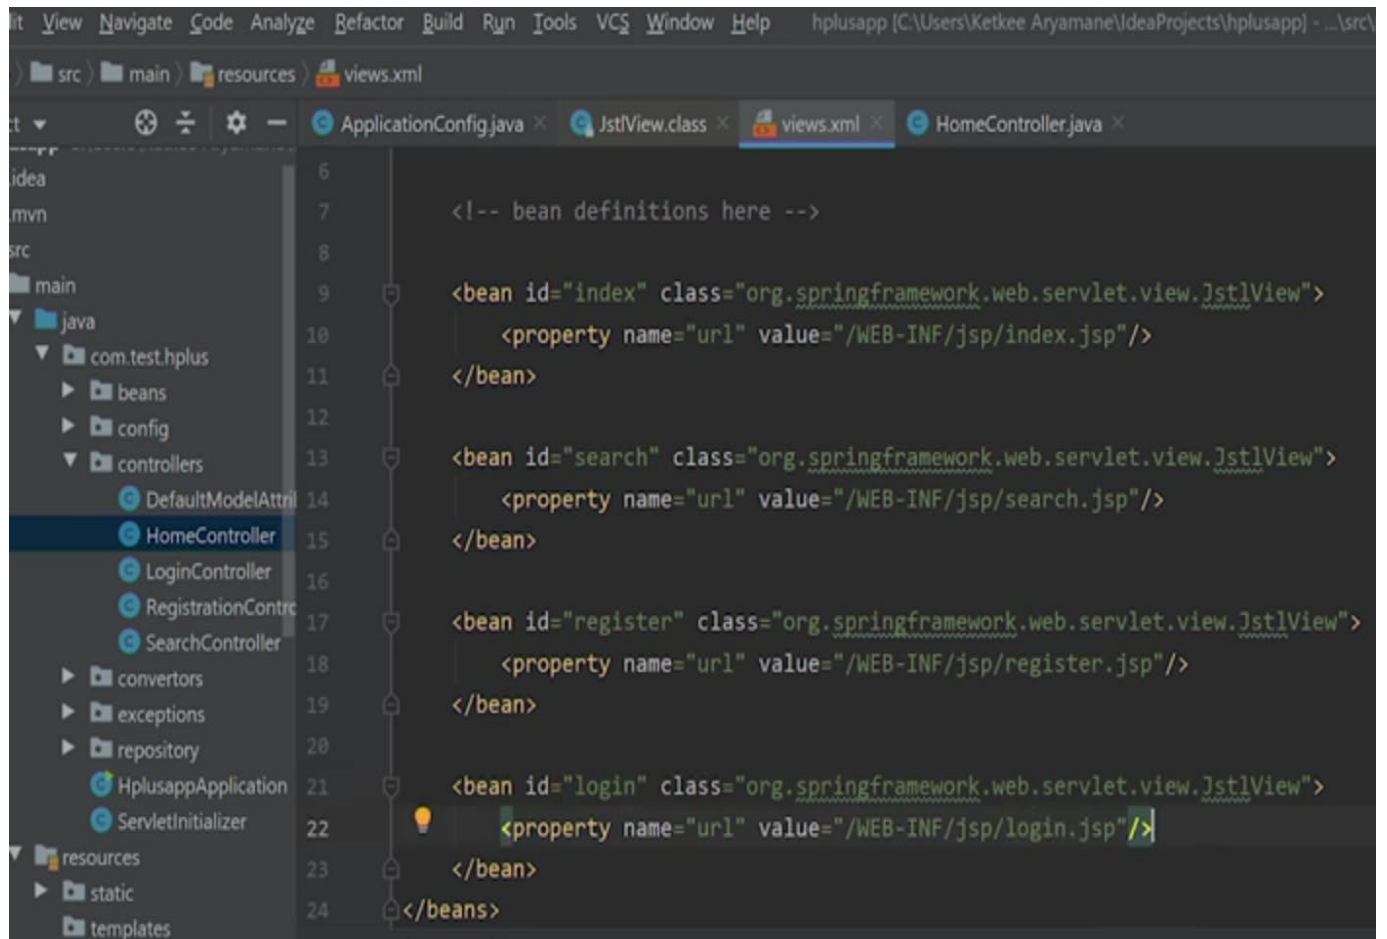 View Navigate Code Analyze Refactor Build Run Tools VCS Window Help hplusapp [C:\Users\Ketkee Aryamane\IdeaProjects\hplusapp] - ...\src\
src main resources views.xml
ApplicationConfig.java JstlView.class views.xml HomeController.java
.idea
.mvn
src
main
java
com.test.hplus
beans
config
controllers
DefaultModelAttri
HomeController
LoginController
RegistrationContro
SearchController
convertors
exceptions
repository
HplusappApplication
ServletInitializer
resources
static
templates
6
7 <!-- bean definitions here -->
8
9 <bean id="index" class="org.springframework.web.servlet.view.JstlView">
10 <property name="url" value="/WEB-INF/jsp/index.jsp"/>
11 </bean>
12
13 <bean id="search" class="org.springframework.web.servlet.view.JstlView">
14 <property name="url" value="/WEB-INF/jsp/search.jsp"/>
15 </bean>
16
17 <bean id="register" class="org.springframework.web.servlet.view.JstlView">
18 <property name="url" value="/WEB-INF/jsp/register.jsp"/>
19 </bean>
20
21 <bean id="login" class="org.springframework.web.servlet.view.JstlView">
22 <property name="url" value="/WEB-INF/jsp/login.jsp"/>
23 </bean>
24 </beans>